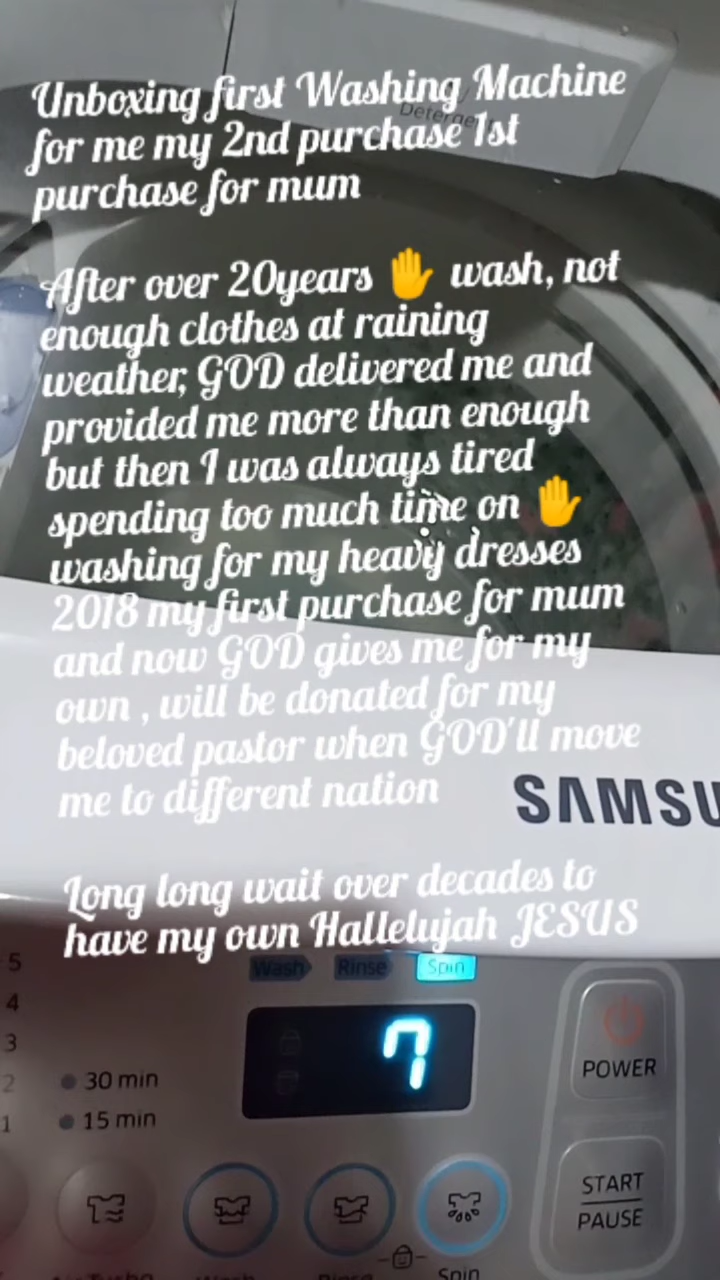 Detergent
Unboxing first Washing Machine
for me my 2nd purchase 1st
purchase for mum
After over 20years ✋ wash, not
enough clothes at raining
weather, GOD delivered me and
provided me more than enough
but then I was always tired
spending too much time on ✋
washing for my heavy dresses
2018 my first purchase for mum
and now GOD gives me for my
own , will be donated for my
beloved pastor when GOD'll move
me to different nation
SAMSU
Long long wait over decades to
have my own Hallelujah JESUS
Wash Rinse Spin
5
4
3
2
1
7
30 min
15 min
POWER
START
PAUSE
Spin